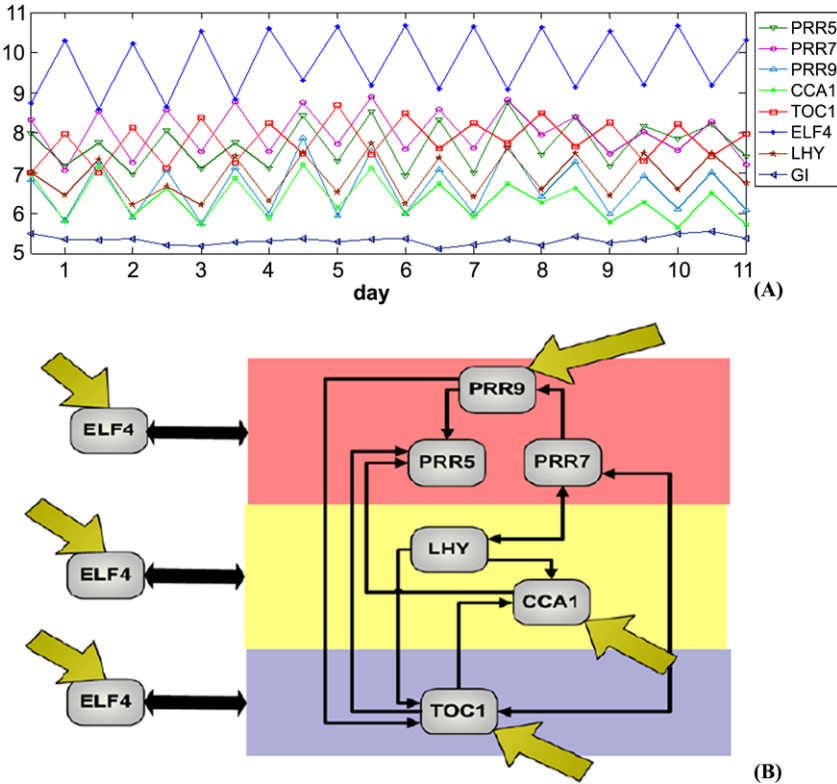 11
10
9
8
7
6
5
1 2 3 4 5 6 7 8 9 10 11
day
PRR5
PRR7
PRR9
CCA1
TOC1
ELF4
LHY
GI
(A)
PRR9
ELF4
PRR5 PRR7
LHY
ELF4
CCA1
ELF4
TOC1
(B)